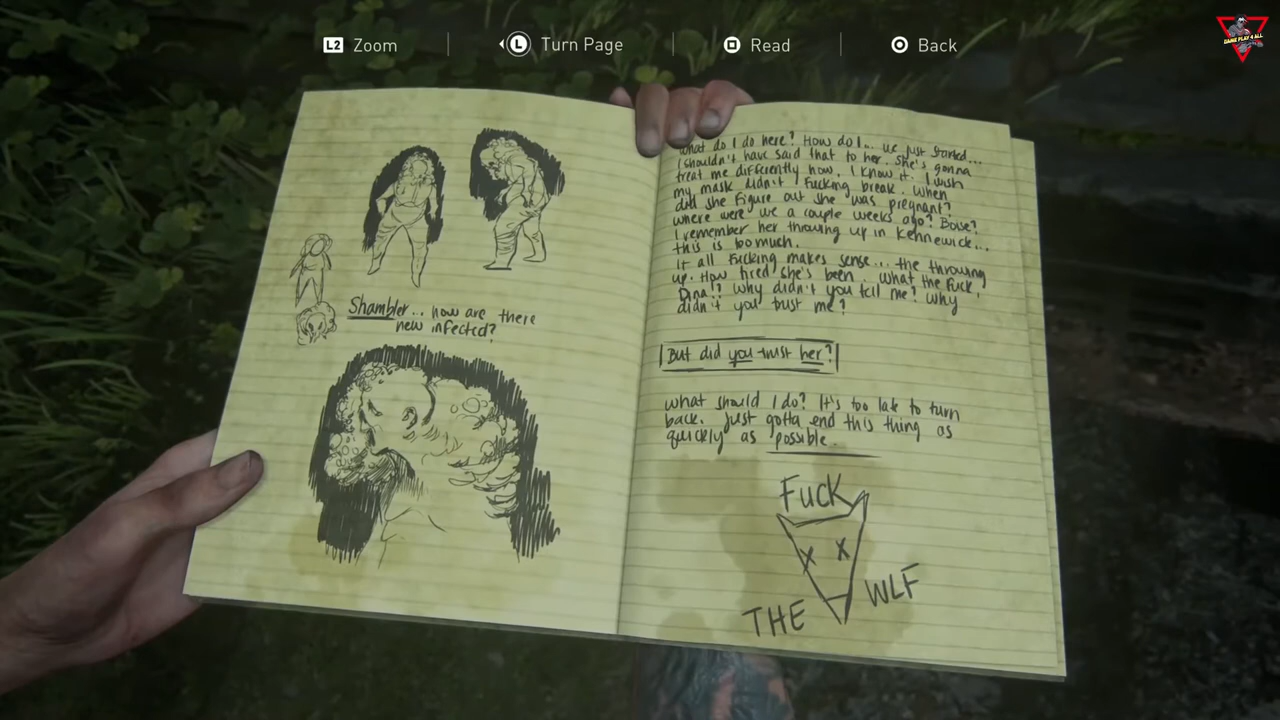 L2 Zoom
L Turn Page
Read
Back
GAME PLAY 4 ALL
Shambler.. how are there
new infected?
What do I do here? How do I... we just started...
I shouldn't have said that to her. She's gonna
treat me differently now. I know it. I wish
my mask didn't fucking break. When
did she figure out she was pregnant?
where were we a couple weeks ago? Boise?
I remember her throwing up in Kennewick...
this is too much.
It all fucking makes sense... the throwing
up. How tired she's been.. what the fuck,
Dina!? Why didn't you tell me? Why
didn't you trust me?
But did you trust her?
what should I do? It's too late to turn
back. Just gotta end this thing as
quickly as possible.
Fuck
THE WLF